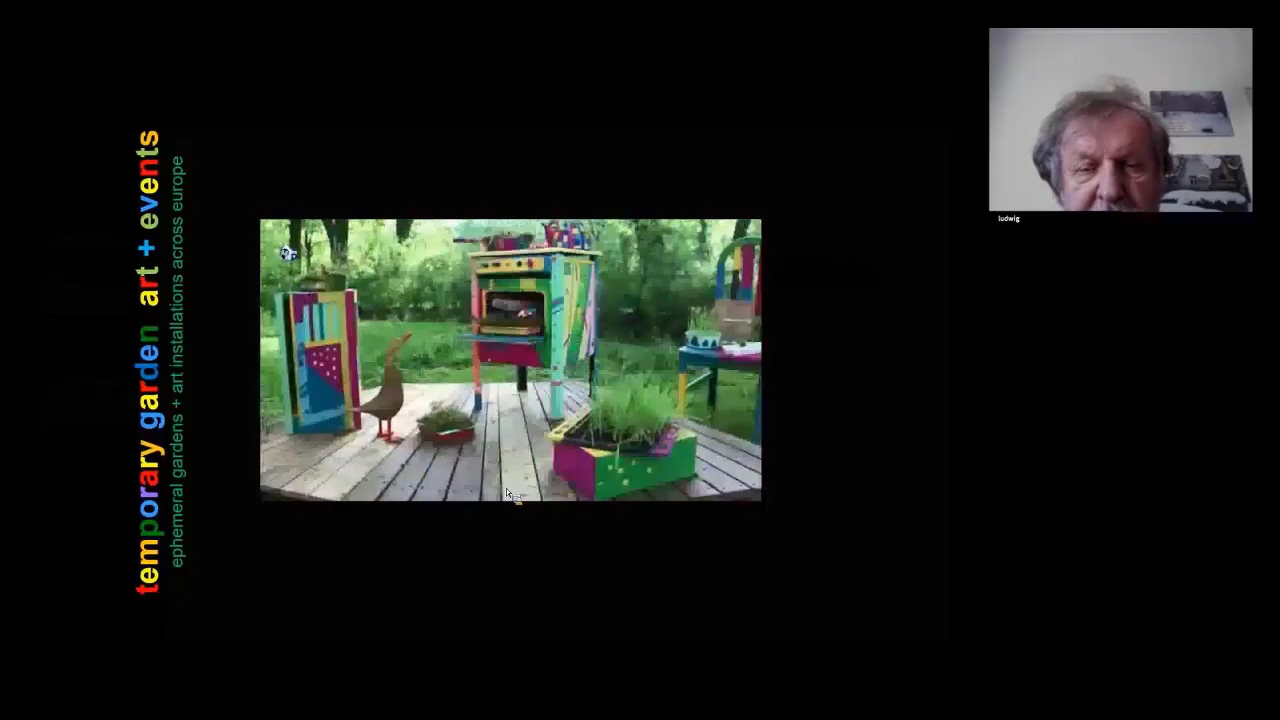 temporary garden art + events
ephemeral gardens + art installations across europe
ludwig